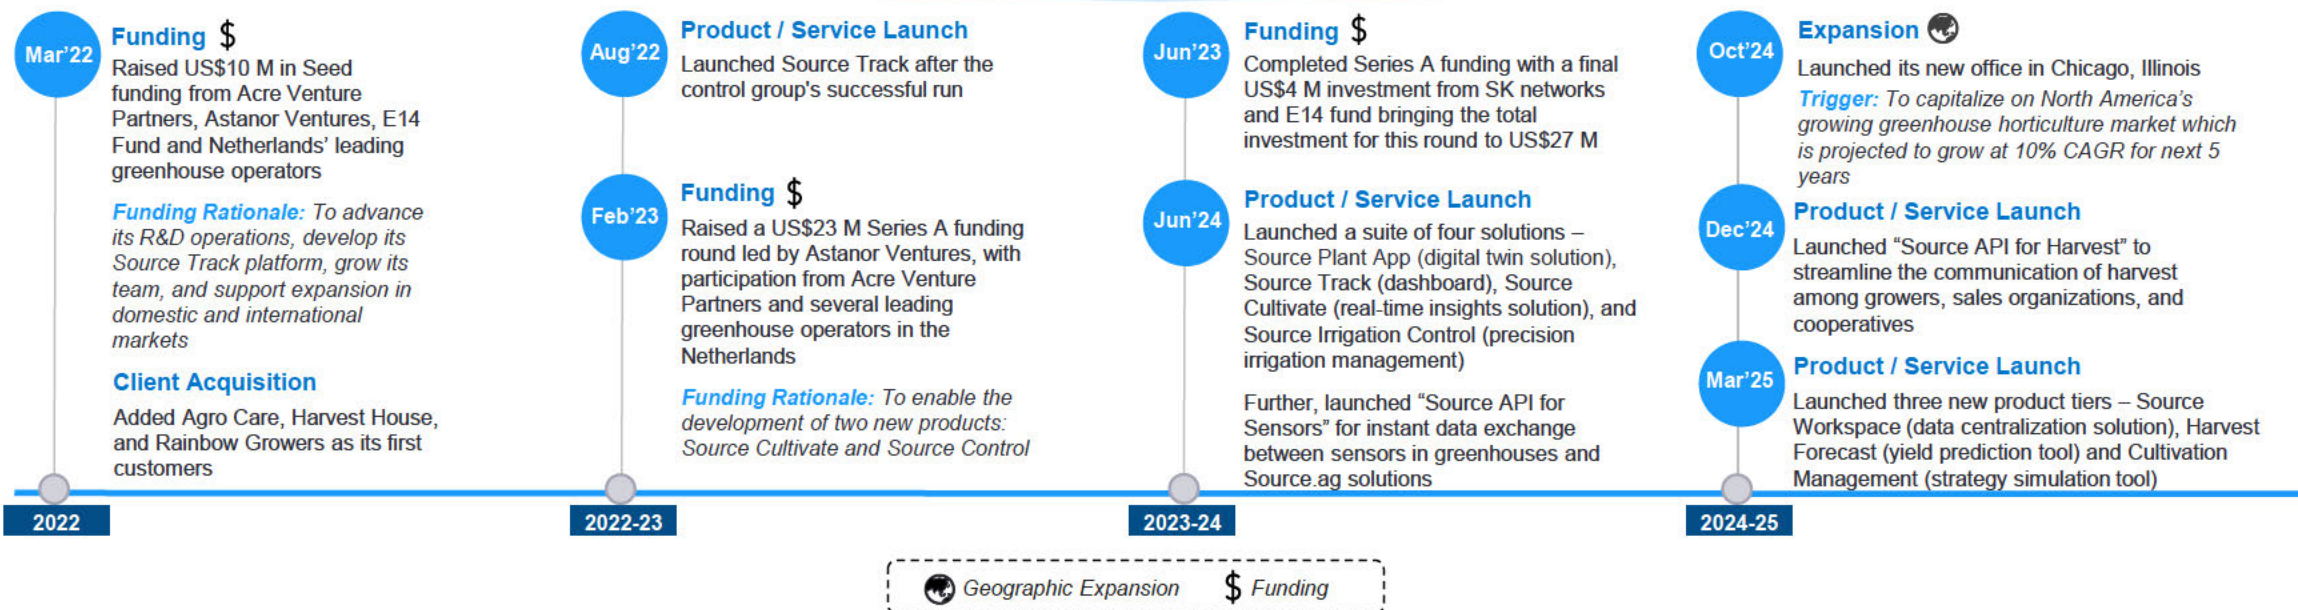 Mar'22
Funding $
Raised US$10 M in Seed
funding from Acre Venture
Partners, Astanor Ventures, E14
Fund and Netherlands' leading
greenhouse operators
Funding Rationale: To advance
its R&D operations, develop its
Source Track platform, grow its
team, and support expansion in
domestic and international
markets
Client Acquisition
Added Agro Care, Harvest House,
and Rainbow Growers as its first
customers
2022
Aug'22
Product / Service Launch
Launched Source Track after the
control group's successful run
Feb'23
Funding $
Raised a US$23 M Series A funding
round led by Astanor Ventures, with
participation from Acre Venture
Partners and several leading
greenhouse operators in the
Netherlands
Funding Rationale: To enable the
development of two new products:
Source Cultivate and Source Control
2022-23
Jun'23
Funding $
Completed Series A funding with a final
US$4 M investment from SK networks
and E14 fund bringing the total
investment for this round to US$27 M
Jun'24
Product / Service Launch
Launched a suite of four solutions –
Source Plant App (digital twin solution),
Source Track (dashboard), Source
Cultivate (real-time insights solution), and
Source Irrigation Control (precision
irrigation management)
Further, launched “Source API for
Sensors” for instant data exchange
between sensors in greenhouses and
Source.ag solutions
2023-24
Oct'24
Expansion
Launched its new office in Chicago, Illinois
Trigger: To capitalize on North America's
growing greenhouse horticulture market which
is projected to grow at 10% CAGR for next 5
years
Dec'24
Product / Service Launch
Launched “Source API for Harvest” to
streamline the communication of harvest
among growers, sales organizations, and
cooperatives
Mar'25
Product / Service Launch
Launched three new product tiers – Source
Workspace (data centralization solution), Harvest
Forecast (yield prediction tool) and Cultivation
Management (strategy simulation tool)
2024-25
Geographic Expansion $ Funding